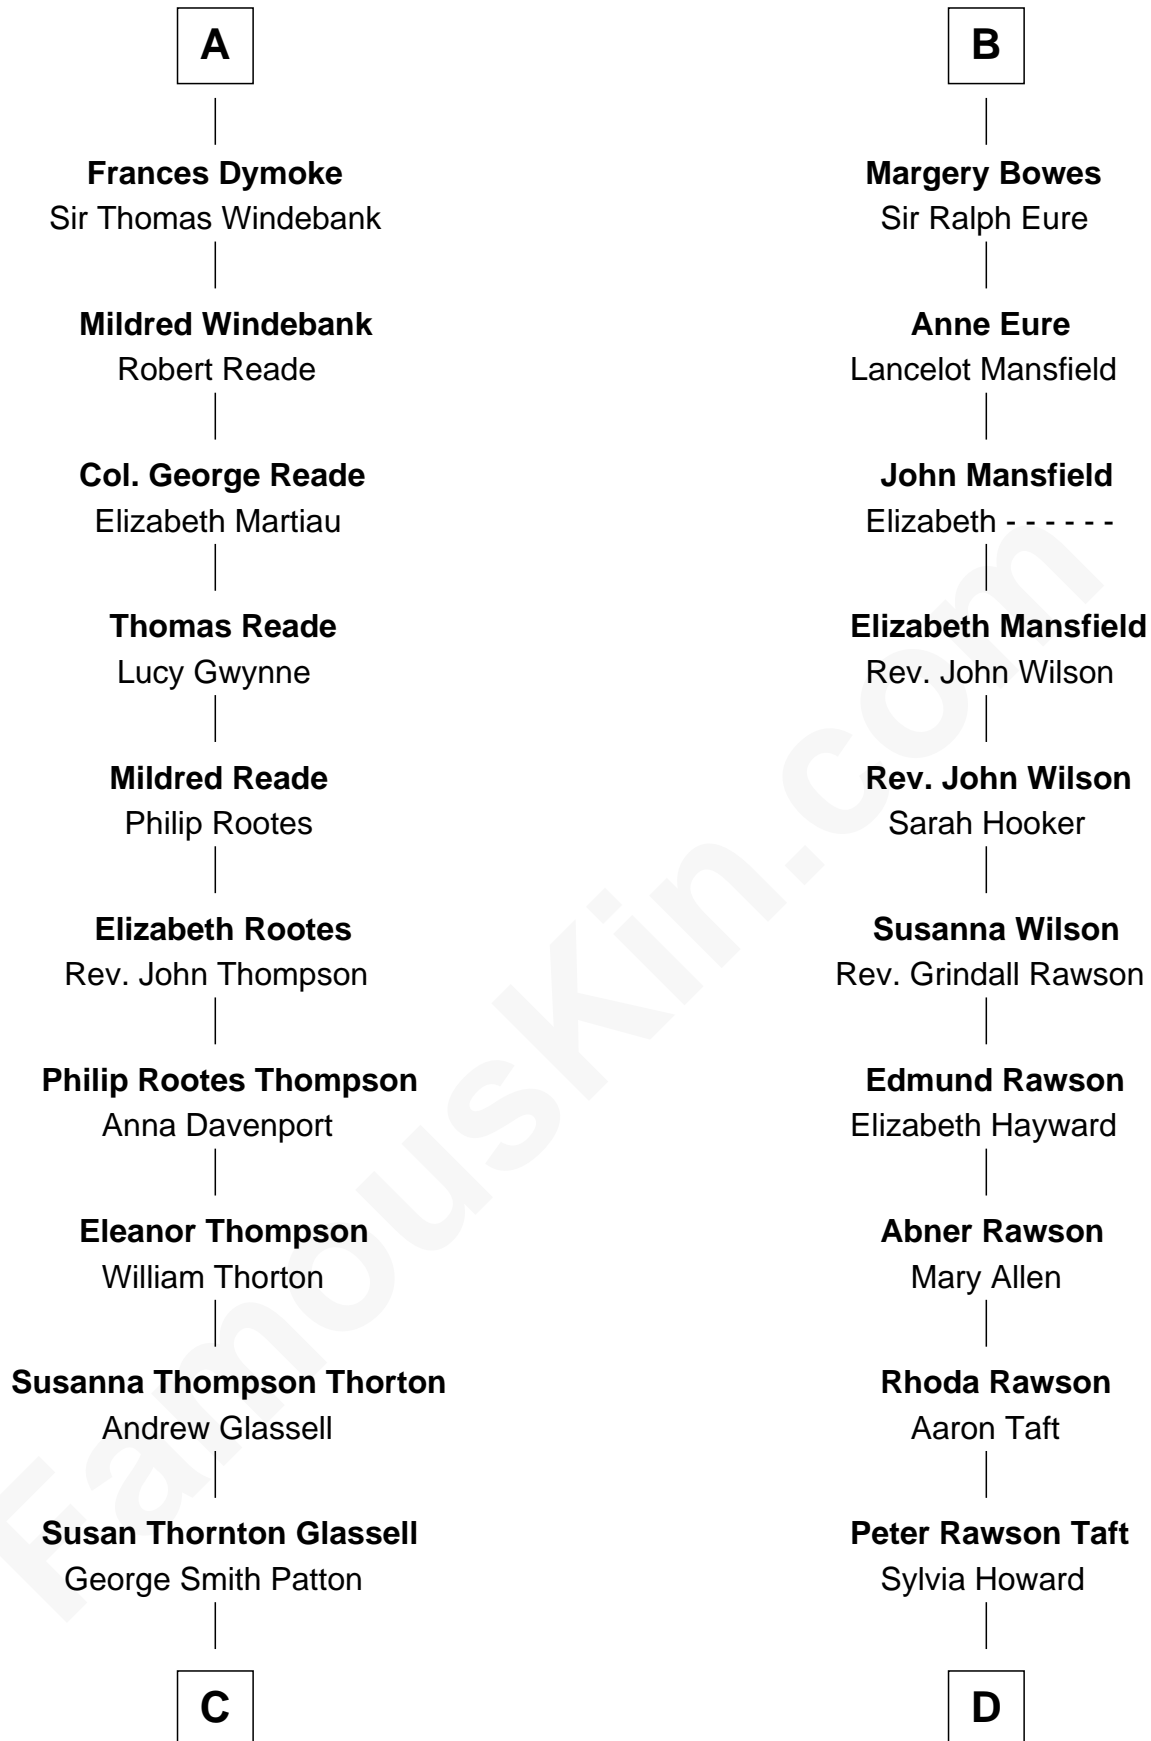 A
Frances Dymoke
Sir Thomas Windebank
Mildred Windebank
Robert Reade
Col. George Reade
Elizabeth Martiau
Thomas Reade
Lucy Gwynne
Mildred Reade
Philip Rootes
Elizabeth Rootes
Rev. John Thompson
Philip Rootes Thompson
Anna Davenport
Eleanor Thompson
William Thorton
Susanna Thompson Thorton
Andrew Glassell
Susan Thornton Glassell
George Smith Patton
C
B
Margery Bowes
Sir Ralph Eure
Anne Eure
Lancelot Mansfield
John Mansfield
Elizabeth - - - - - -
Elizabeth Mansfield
Rev. John Wilson
Rev. John Wilson
Sarah Hooker
Susanna Wilson
Rev. Grindall Rawson
Edmund Rawson
Elizabeth Hayward
Abner Rawson
Mary Allen
Rhoda Rawson
Aaron Taft
Peter Rawson Taft
Sylvia Howard
D
FamousKin.com